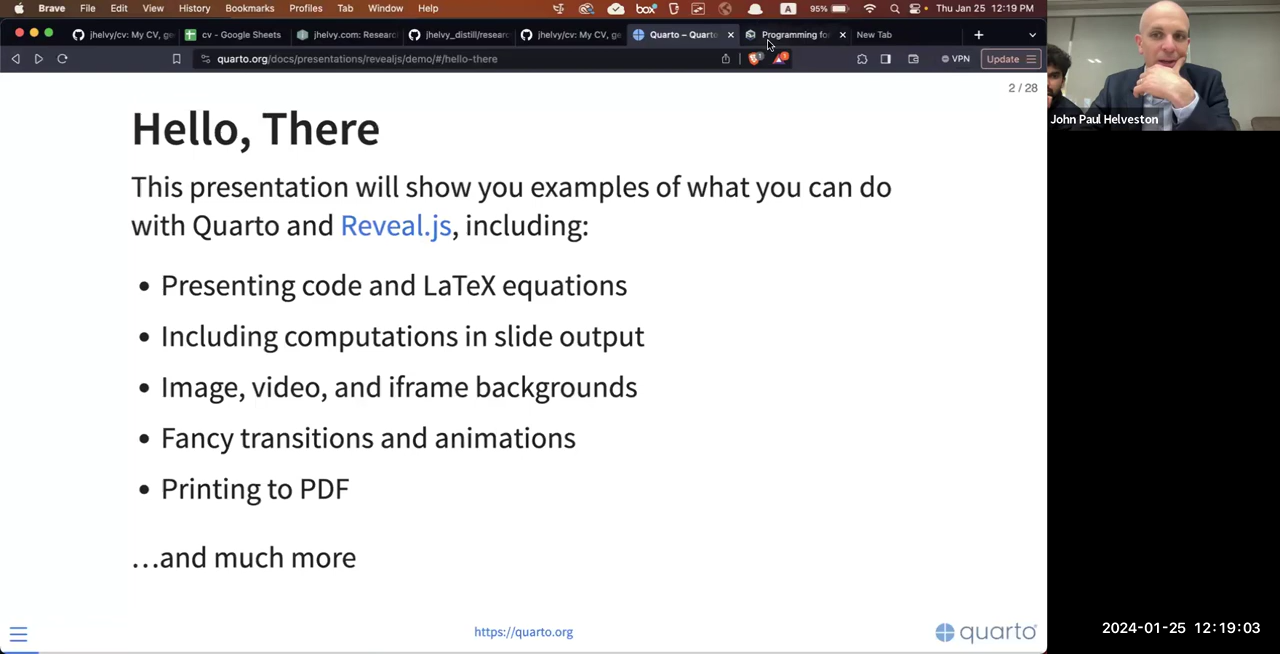 Brave File Edit View History Bookmarks Profiles Tab Window Help box A 95% Thu Jan 25 12:19 PM
jhelvy/cv: My CV, ge cv - Google Sheets jhelvy.com: Researc jhelvy_distill/resear jhelvy/cv: My CV, ge Quarto – Quarto Programming fo New Tab
quarto.org/docs/presentations/revealjs/demo/#/hello-there VPN Update
2 / 28
Hello, There
This presentation will show you examples of what you can do
with Quarto and Reveal.js, including:
• Presenting code and LaTeX equations
• Including computations in slide output
• Image, video, and iframe backgrounds
• Fancy transitions and animations
• Printing to PDF
…and much more
https://quarto.org
quarto
John Paul Helveston
2024-01-25 12:19:03